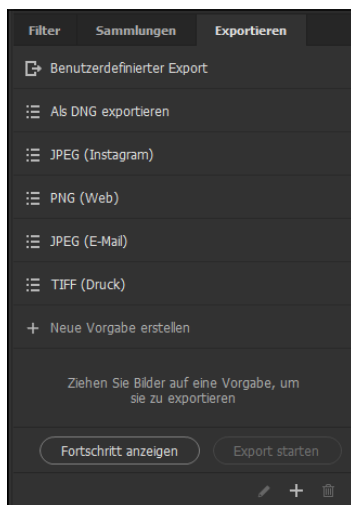 Filter Sammlungen Exportieren
Benutzerdefinierter Export
Als DNG exportieren
JPEG (Instagram)
PNG (Web)
JPEG (E-Mail)
TIFF (Druck)
+ Neue Vorgabe erstellen
Ziehen Sie Bilder auf eine Vorgabe, um
sie zu exportieren
Fortschritt anzeigen Export starten